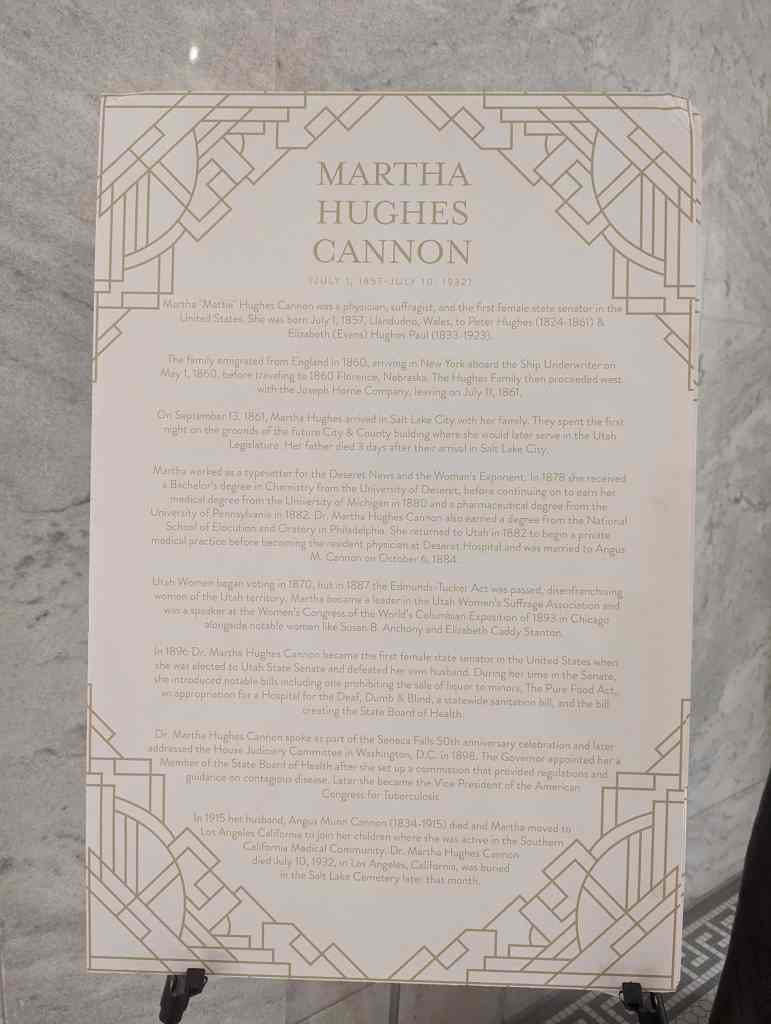 MARTHA
HUGHES
CANNON
(JULY 1, 1857-JULY 10, 1932)
Martha "Mattie" Hughes Cannon was a physician, suffragist, and the first female state senator in the
United States. She was born July 1, 1857, Llandudno, Wales, to Peter Hughes (1824-1861) &
Elizabeth (Evans) Hughes Paul (1833-1923).
The family emigrated from England in 1860, arriving in New York aboard the Ship Underwriter on
May 1, 1860, before traveling to 1860 Florence, Nebraska. The Hughes Family then proceeded west
with the Joseph Horne Company, leaving on July 11, 1861.
On September 13, 1861, Martha Hughes arrived in Salt Lake City with her family. They spent the first
night on the grounds of the future City & County building where she would later serve in the Utah
Legislature. Her father died 3 days after their arrival in Salt Lake City.
Martha worked as a typesetter for the Deseret News and the Woman's Exponent. In 1878 she received
a Bachelor's degree in Chemistry from the University of Deseret, before continuing on to earn her
medical degree from the University of Michigan in 1880 and a pharmaceutical degree from the
University of Pennsylvania in 1882. Dr. Martha Hughes Cannon also earned a degree from the National
School of Elocution and Oratory in Philadelphia. She returned to Utah in 1882 to begin a private
medical practice before becoming the resident physician at Deseret Hospital and was married to Angus
M. Cannon on October 6, 1884.
Utah Women began voting in 1870, but in 1887 the Edmunds-Tucker Act was passed, disenfranchising
women of the Utah territory. Martha became a leader in the Utah Women's Suffrage Association and
was a speaker at the Women's Congress of the World's Columbian Exposition of 1893 in Chicago
alongside notable women like Susan B. Anthony and Elizabeth Caddy Stanton.
In 1896 Dr. Martha Hughes Cannon became the first female state senator in the United States when
she was elected to Utah State Senate and defeated her own husband. During her time in the Senate,
she introduced notable bills including one prohibiting the sale of liquor to minors, The Pure Food Act,
an appropriation for a Hospital for the Deaf, Dumb & Blind, a statewide sanitation bill, and the bill
creating the State Board of Health.
Dr. Martha Hughes Cannon spoke at part of the Seneca Falls 50th anniversary celebration and later
addressed the House Judiciary Committee in Washington, D.C. in 1898. The Governor appointed her a
Member of the State Board of Health after she set up a commission that provided regulations and
guidance on contagious disease. Later she became the Vice President of the American
Congress for Tuberculosis.
In 1915 her husband, Angus Munn Cannon (1834-1915) died and Martha moved to
Los Angeles California to join her children where she was active in the Southern
California Medical Community. Dr. Martha Hughes Cannon
died July 10, 1932, in Los Angeles, California, was buried
in the Salt Lake Cemetery later that month.